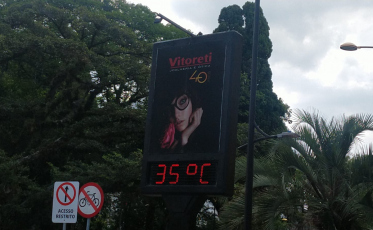 Vitoreti
40
35°C
ACESSO
RESTRITO